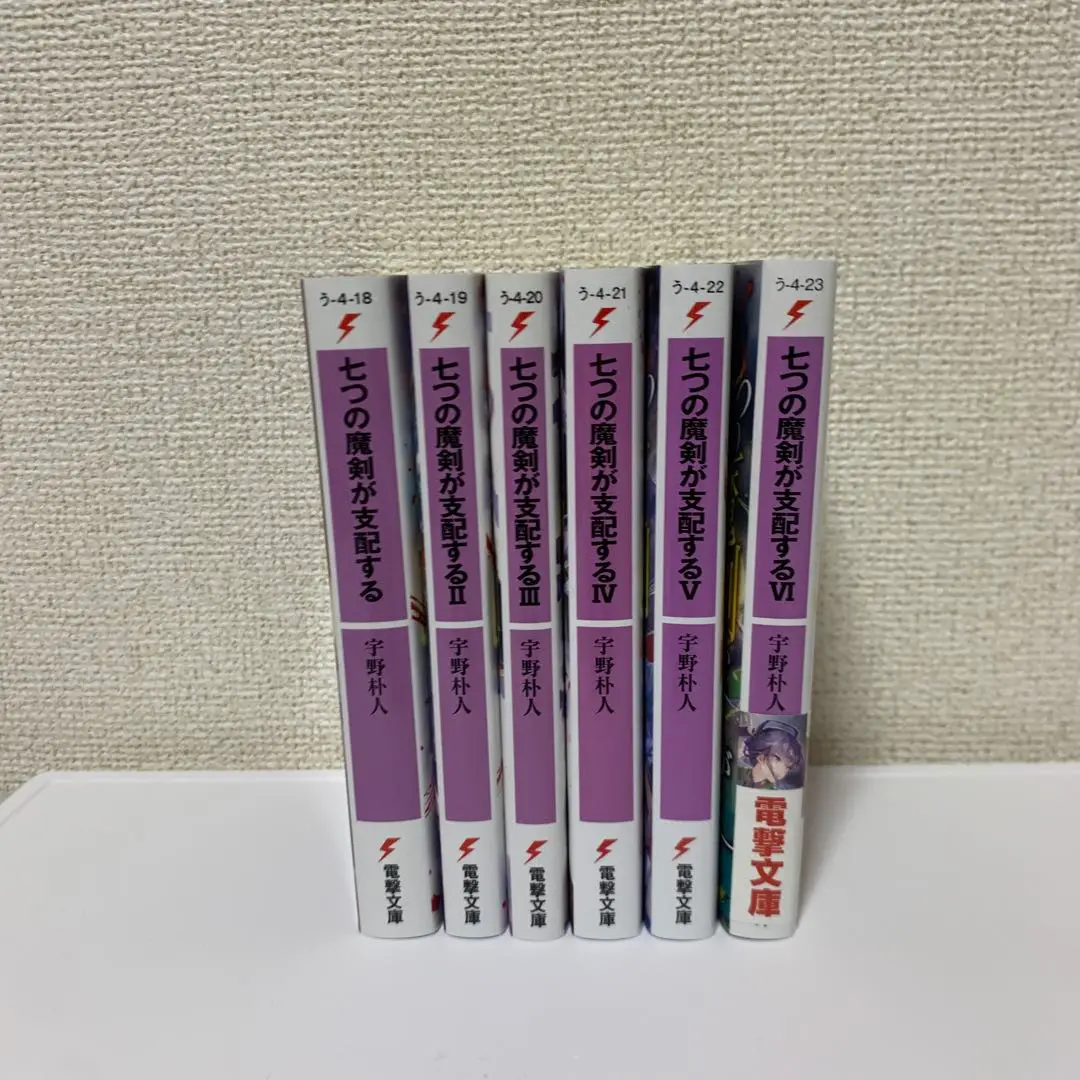 う-4-18
七つの魔剣が支配する
宇野朴人
電撃文庫
う-4-19
七つの魔剣が支配するⅡ
宇野朴人
電撃文庫
う-4-20
七つの魔剣が支配するⅢ
宇野朴人
電撃文庫
う-4-21
七つの魔剣が支配するⅣ
宇野朴人
電撃文庫
う-4-22
七つの魔剣が支配するⅤ
宇野朴人
電撃文庫
う-4-23
七つの魔剣が支配するⅥ
宇野朴人
電撃文庫